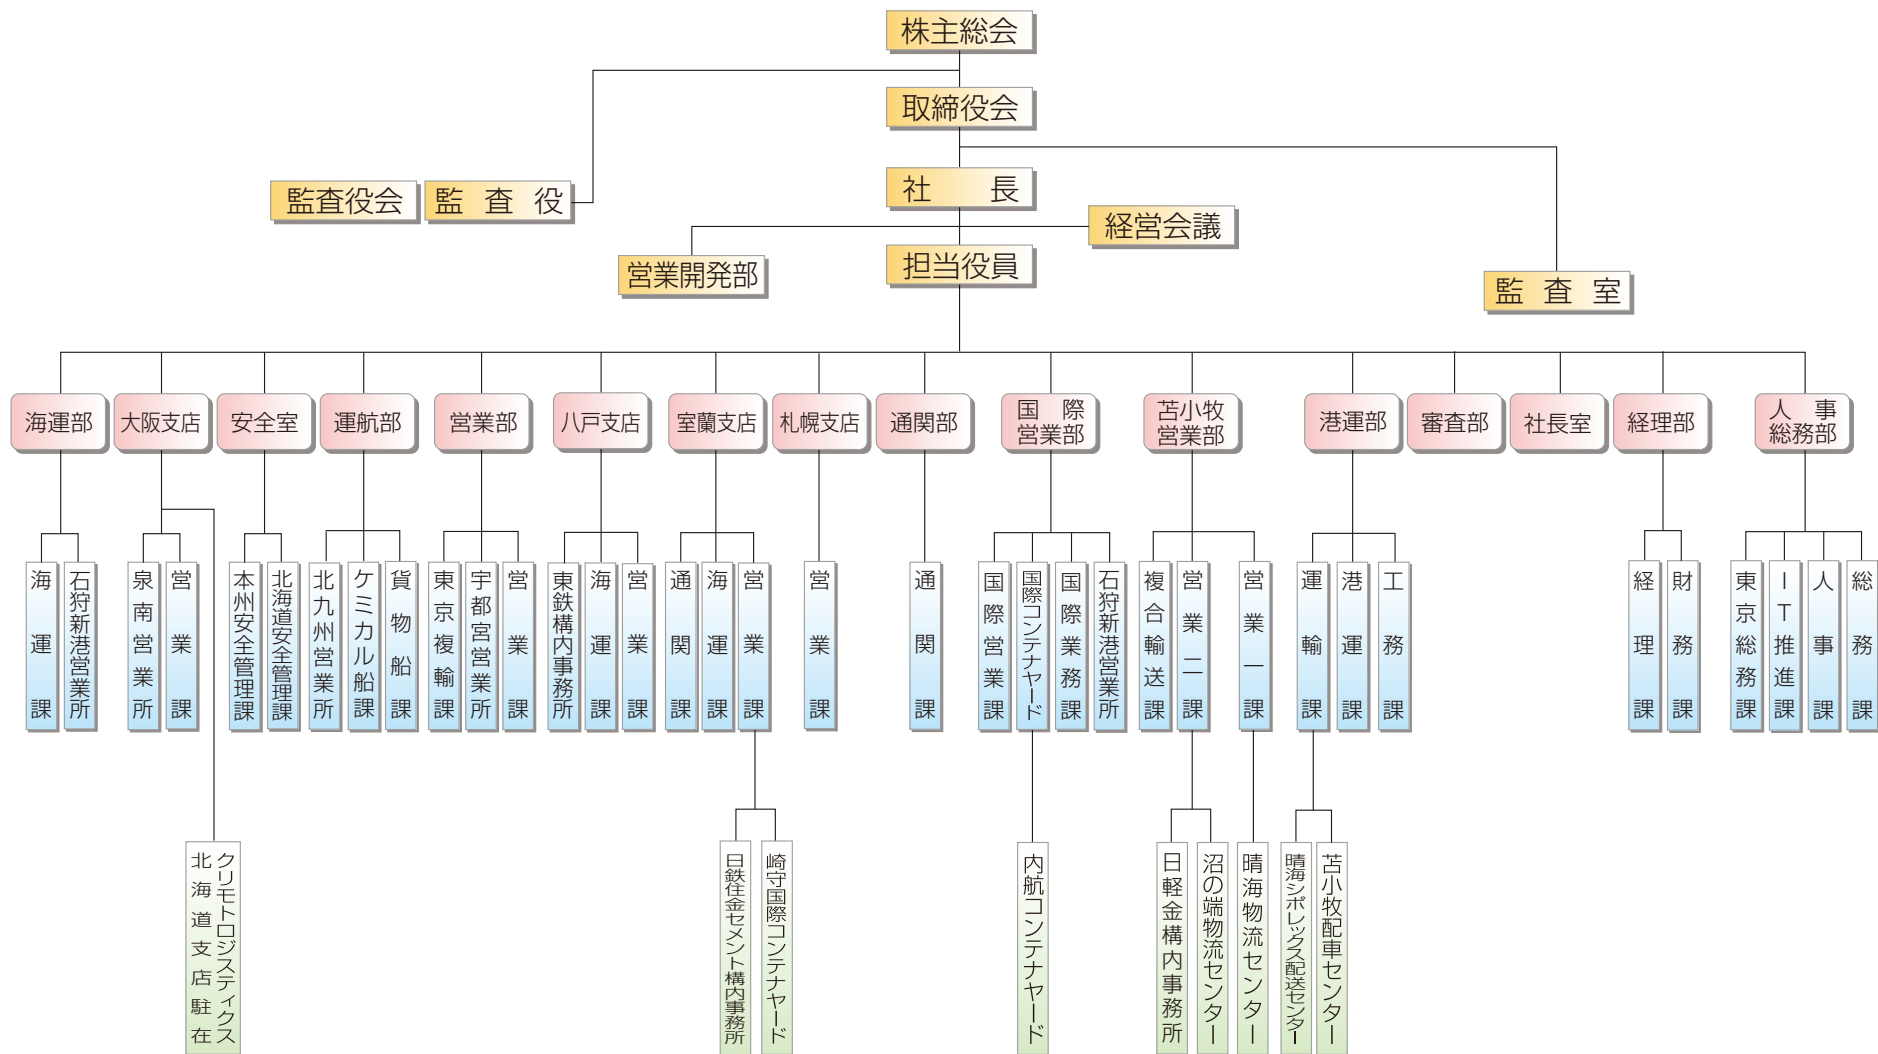 株主総会
取締役会
社長
監査役会
監査役
経営会議
営業開発部
担当役員
監査室
海運部
大阪支店
安全室
運航部
営業部
八戸支店
室蘭支店
札幌支店
通関部
国際
営業部
苫小牧
営業部
港運部
審査部
社長室
経理部
人事
総務部
海運課
石狩新港営業所
泉南営業所
営業課
本州安全管理課
北海道安全管理課
北九州営業所
ケミカル船課
貨物船課
東京複輸課
宇都宮営業所
営業課
東鉄構内事務所
海運課
営業課
通関課
海運課
営業課
営業課
通関課
国際営業課
国際コンテナヤード
国際業務課
石狩新港営業所
複合輸送課
営業二課
営業一課
運輸課
港運課
工務課
経理課
財務課
東京総務課
IT推進課
人事課
総務課
クリモトロジスティクス
北海道支店駐在
日鉄住金セメント構内事務所
崎守国際コンテナヤード
内航コンテナヤード
日軽金構内事務所
沼の端物流センター
晴海物流センター
晴海シポレックス配送センター
苫小牧配車センター